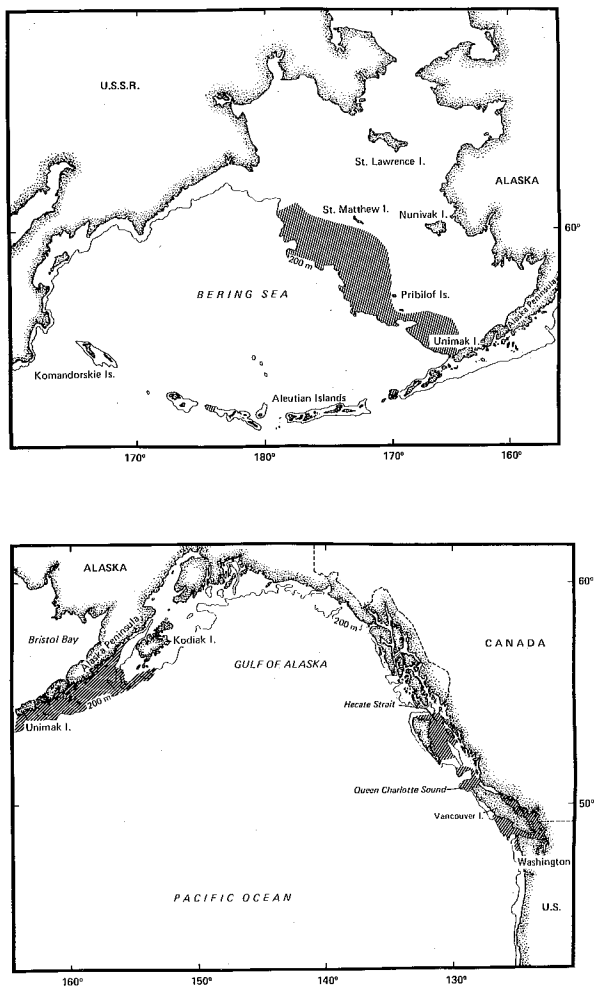 U.S.S.R.
St. Lawrence I.
ALASKA
St. Matthew I.
Nunivak I.
60°
200 m
BERING SEA
Pribilof Is.
Alaska Peninsula
Unimak I.
Komandorskie Is.
Aleutian Islands
170°
180°
170°
160°
ALASKA
60°
Bristol Bay
Alaska Peninsula
Kodiak I.
200 m
CANADA
GULF OF ALASKA
200 m
Unimak I.
Hecate Strait
Queen Charlotte Sound
50°
Vancouver I.
Washington
PACIFIC OCEAN
U.S.
160°
150°
140°
130°